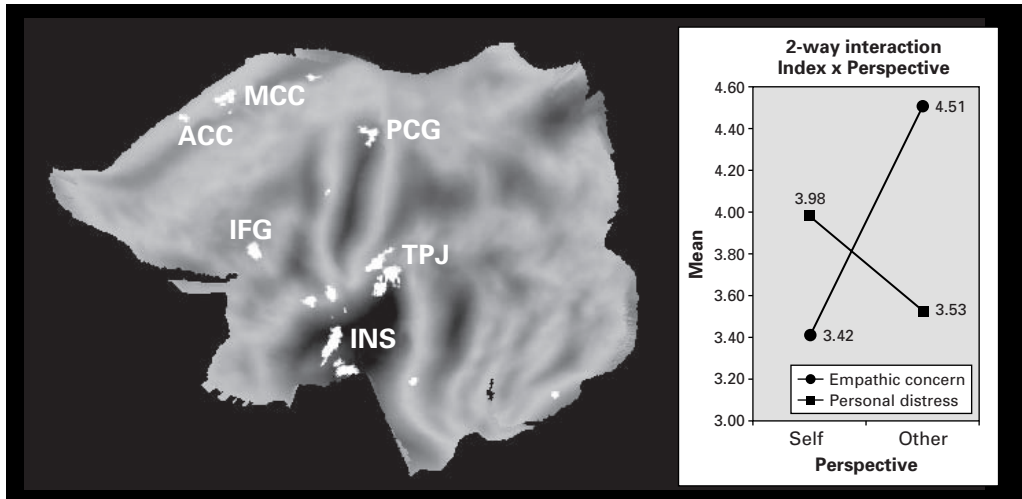 MCC
ACC
PCG
IFG
TPJ
INS
2-way interaction
Index x Perspective
4.60
4.40
4.20
4.00
3.80
3.60
3.40
3.20
3.00
Mean
3.98
3.42
4.51
3.53
Empathic concern
Personal distress
Self Other
Perspective